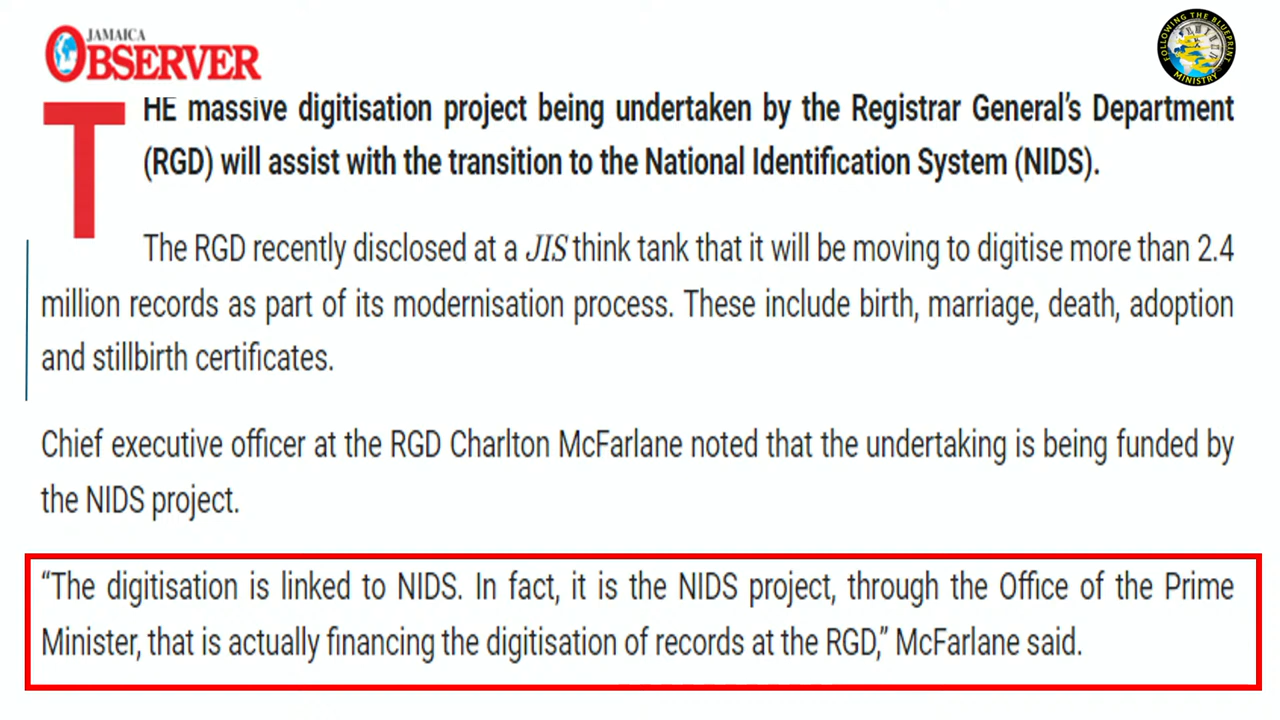 JAMAICA
OBSERVER
FOLLOWING THE BLUEPRINT
MINISTRY
THE massive digitisation project being undertaken by the Registrar General's Department
(RGD) will assist with the transition to the National Identification System (NIDS).
The RGD recently disclosed at a JIS think tank that it will be moving to digitise more than 2.4
million records as part of its modernisation process. These include birth, marriage, death, adoption
and stillbirth certificates.
Chief executive officer at the RGD Charlton McFarlane noted that the undertaking is being funded by
the NIDS project.
“The digitisation is linked to NIDS. In fact, it is the NIDS project, through the Office of the Prime
Minister, that is actually financing the digitisation of records at the RGD,” McFarlane said.